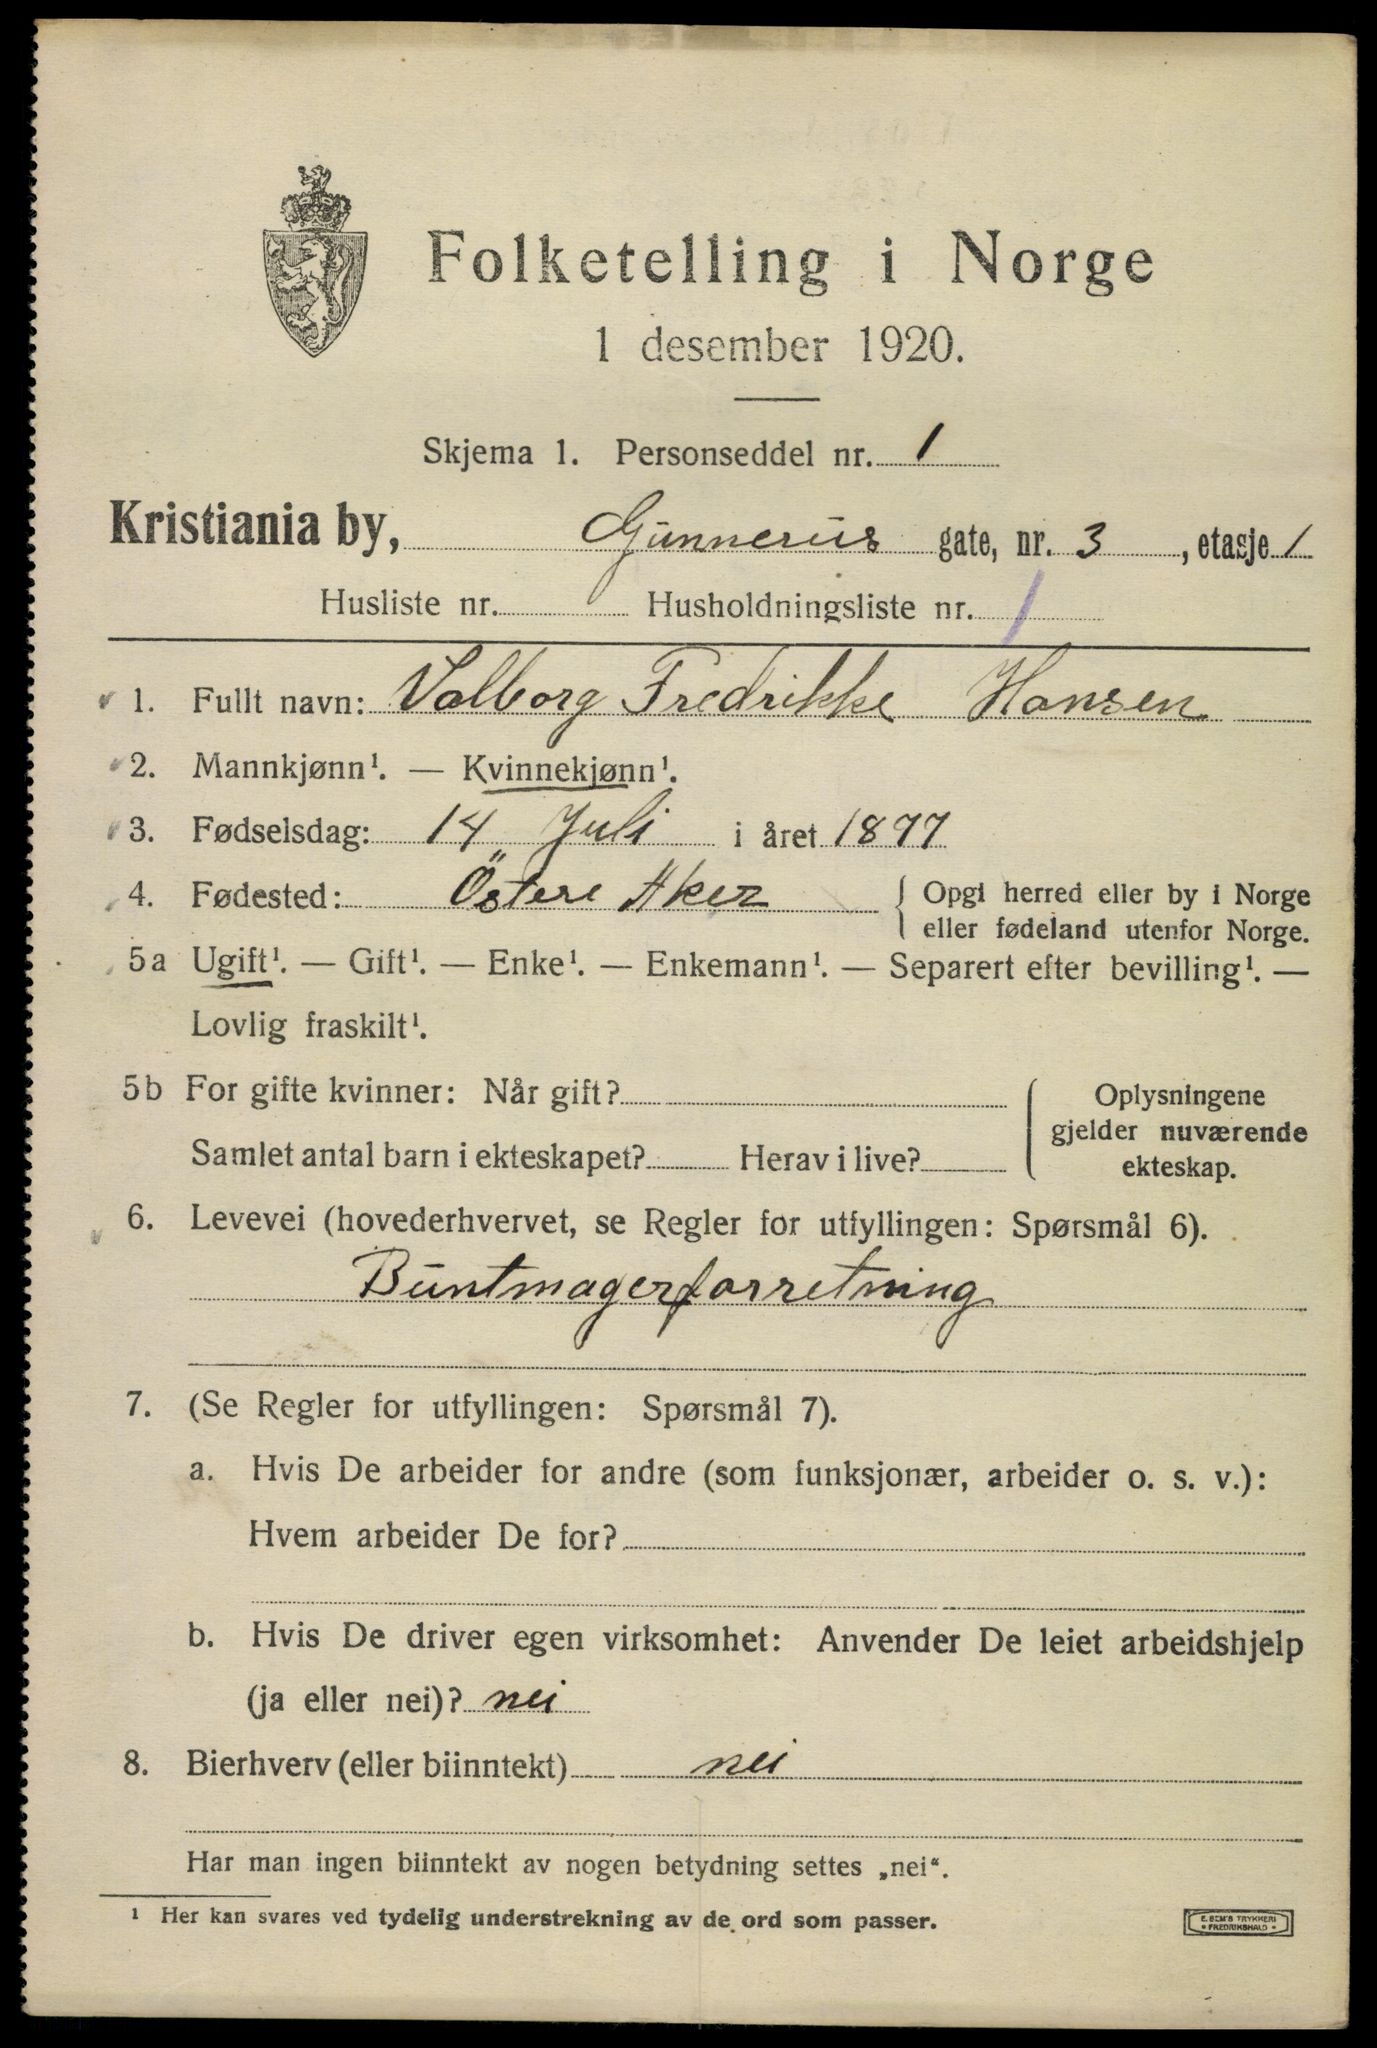 Folketelling i Norge
1 desember 1920.
Skjema 1. Personseddel nr. 1
Kristiania by, Gunnerus gate, nr. 3, etasje 1
Husliste nr. Husholdningsliste nr. 1
1. Fullt navn: Valborg Fredrikke Hansen
2. Mannkjønn¹. — Kvinnekjønn¹.
3. Fødselsdag: 14 Juli i året 1877
4. Fødested: Östere Aker { Opgi herred eller by i Norge
eller fødeland utenfor Norge.
5a Ugift¹. — Gift¹. — Enke¹. — Enkemann¹. — Separert efter bevilling¹. —
Lovlig fraskilt¹.
5b For gifte kvinner: Når gift?
Samlet antal barn i ekteskapet? Herav i live?
Oplysningene
gjelder nuværende
ekteskap.
6. Levevei (hovederhvervet, se Regler for utfyllingen: Spørsmål 6).
Buntmagerforretning
7. (Se Regler for utfyllingen: Spørsmål 7).
a. Hvis De arbeider for andre (som funksjonær, arbeider o. s. v.):
Hvem arbeider De for?
b. Hvis De driver egen virksomhet: Anvender De leiet arbeidshjelp
(ja eller nei)? nei
8. Bierhverv (eller biinntekt) nei
Har man ingen biinntekt av nogen betydning settes „nei“.
¹ Her kan svares ved tydelig understrekning av de ord som passer.
E. SEM'S TRYKKERI
• FREDRIKSHALD •